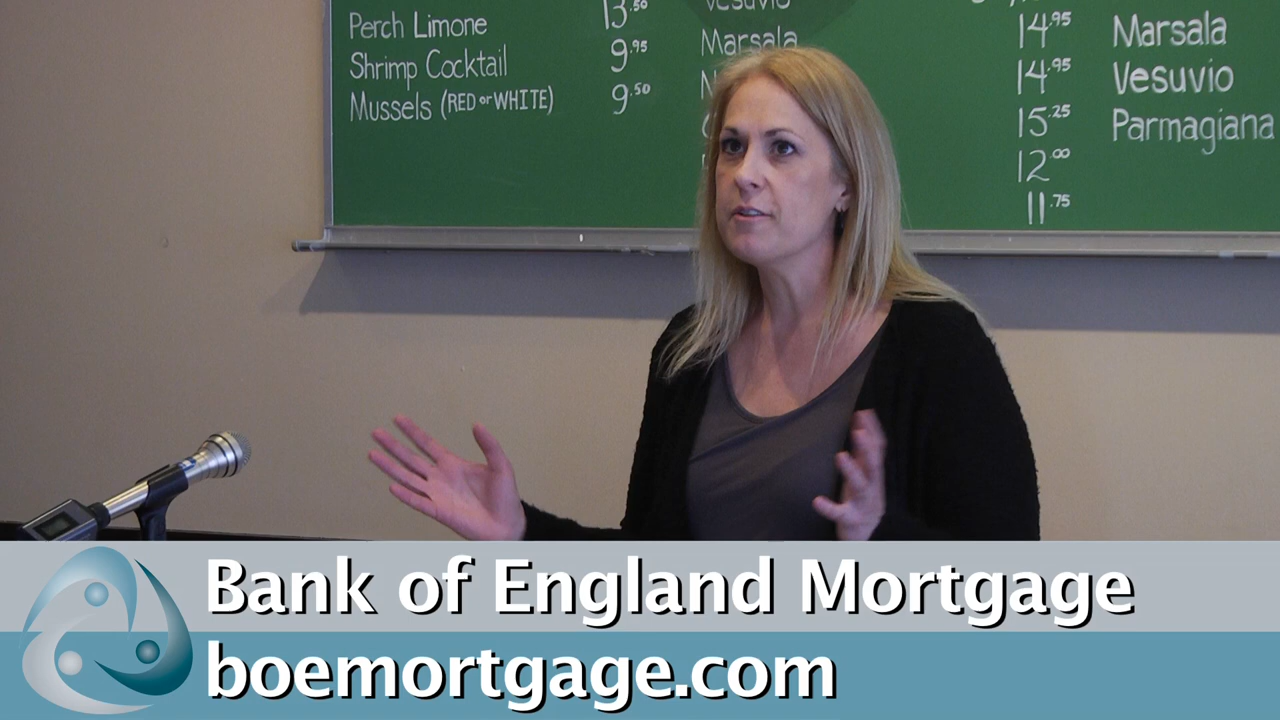 Perch Limone 13.50
Shrimp Cocktail 9.95
Mussels (RED or WHITE) 9.50
Vesuvio
Marsala
14.95 Marsala
14.95 Vesuvio
15.25 Parmagiana
12.00
11.75
Bank of England Mortgage
boemortgage.com